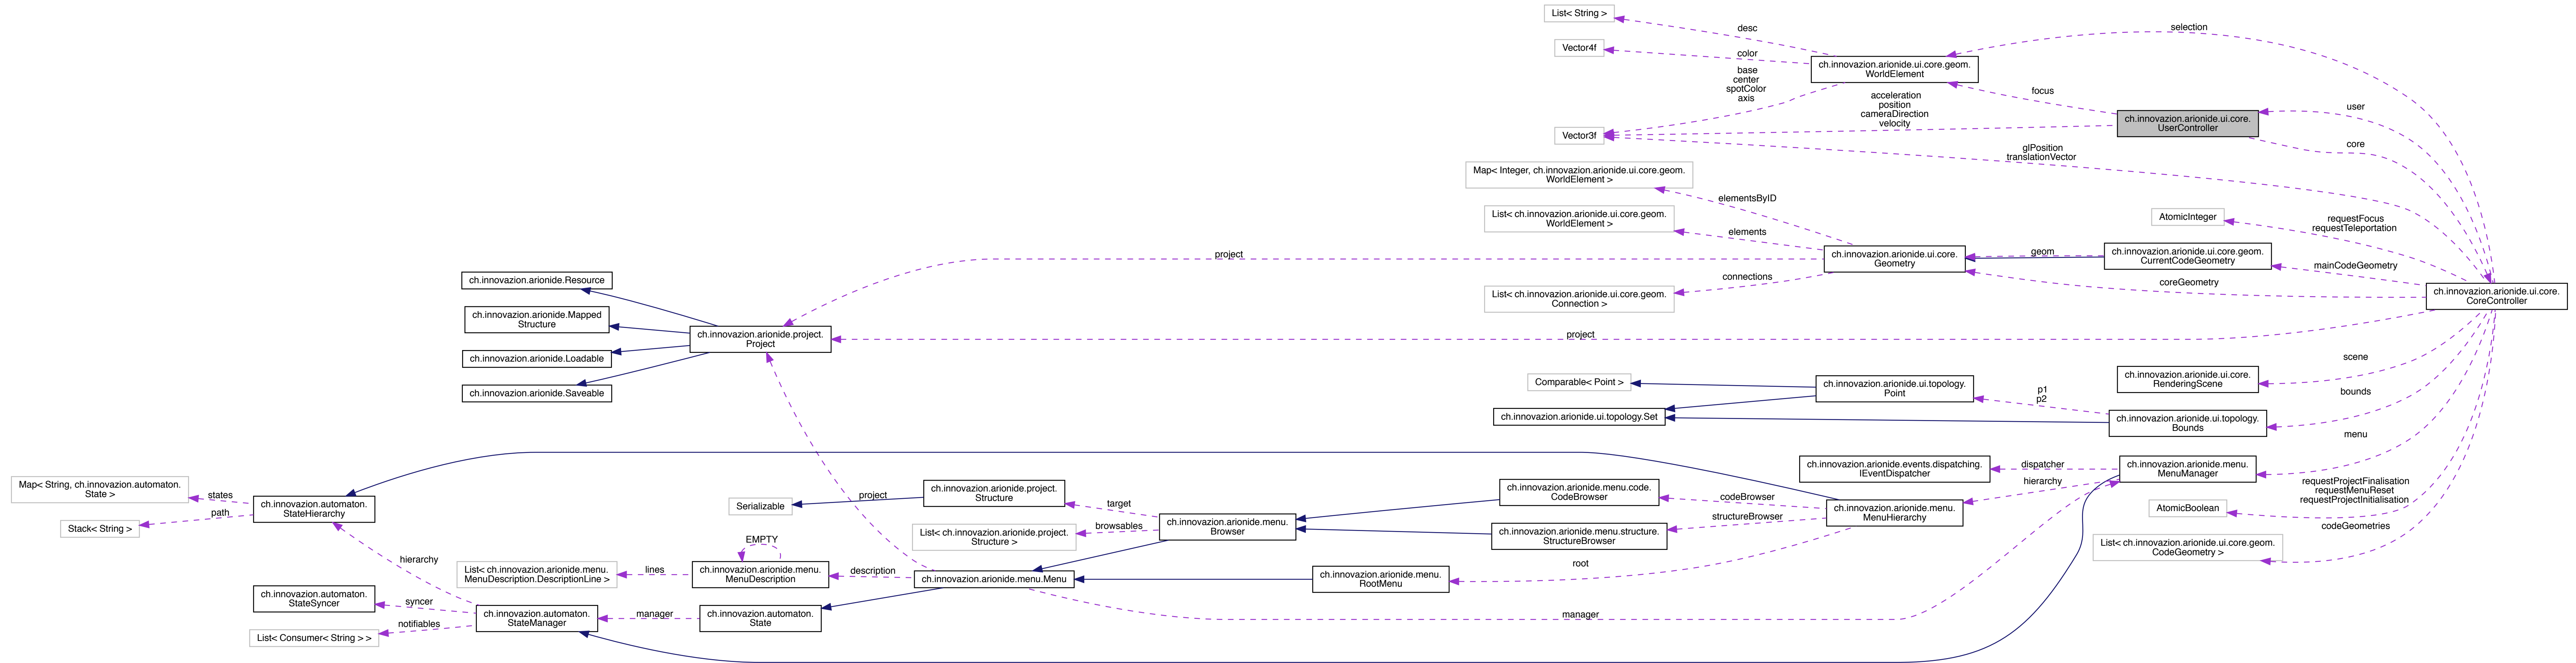 List< String >
Vector4f
Vector3f
desc
color
base
center
spotColor
axis
ch.innovazion.arionide.ui.core.geom.
WorldElement
selection
focus
acceleration
position
cameraDirection
velocity
ch.innovazion.arionide.ui.core.
UserController
user
core
glPosition
translationVector
Map< Integer, ch.innovazion.arionide.ui.core.geom.
WorldElement >
elementsByID
List< ch.innovazion.arionide.ui.core.geom.
WorldElement >
elements
List< ch.innovazion.arionide.ui.core.geom.
Connection >
connections
ch.innovazion.arionide.ui.core.
Geometry
geom
ch.innovazion.arionide.ui.core.geom.
CurrentCodeGeometry
AtomicInteger
requestFocus
requestTeleportation
mainCodeGeometry
coreGeometry
ch.innovazion.arionide.ui.core.
CoreController
project
project
ch.innovazion.arionide.Resource
ch.innovazion.arionide.Mapped
Structure
ch.innovazion.arionide.Loadable
ch.innovazion.arionide.Saveable
ch.innovazion.arionide.project.
Project
Comparable< Point >
ch.innovazion.arionide.ui.topology.Set
ch.innovazion.arionide.ui.topology.
Point
p1
p2
ch.innovazion.arionide.ui.core.
RenderingScene
scene
ch.innovazion.arionide.ui.topology.
Bounds
bounds
menu
ch.innovazion.arionide.events.dispatching.
IEventDispatcher
dispatcher
ch.innovazion.arionide.menu.
MenuManager
hierarchy
requestProjectFinalisation
requestMenuReset
requestProjectInitialisation
AtomicBoolean
codeGeometries
List< ch.innovazion.arionide.ui.core.geom.
CodeGeometry >
ch.innovazion.arionide.menu.
MenuHierarchy
codeBrowser
structureBrowser
root
ch.innovazion.arionide.menu.code.
CodeBrowser
ch.innovazion.arionide.menu.structure.
StructureBrowser
ch.innovazion.arionide.menu.
RootMenu
ch.innovazion.arionide.menu.
Browser
target
browsables
ch.innovazion.arionide.project.
Structure
List< ch.innovazion.arionide.project.
Structure >
Serializable
project
ch.innovazion.arionide.menu.Menu
description
manager
EMPTY
ch.innovazion.arionide.menu.
MenuDescription
lines
List< ch.innovazion.arionide.menu.
MenuDescription.DescriptionLine >
ch.innovazion.automaton.
State
manager
ch.innovazion.automaton.
StateManager
hierarchy
syncer
notifiables
ch.innovazion.automaton.
StateHierarchy
states
path
Map< String, ch.innovazion.automaton.
State >
Stack< String >
ch.innovazion.automaton.
StateSyncer
List< Consumer< String > >